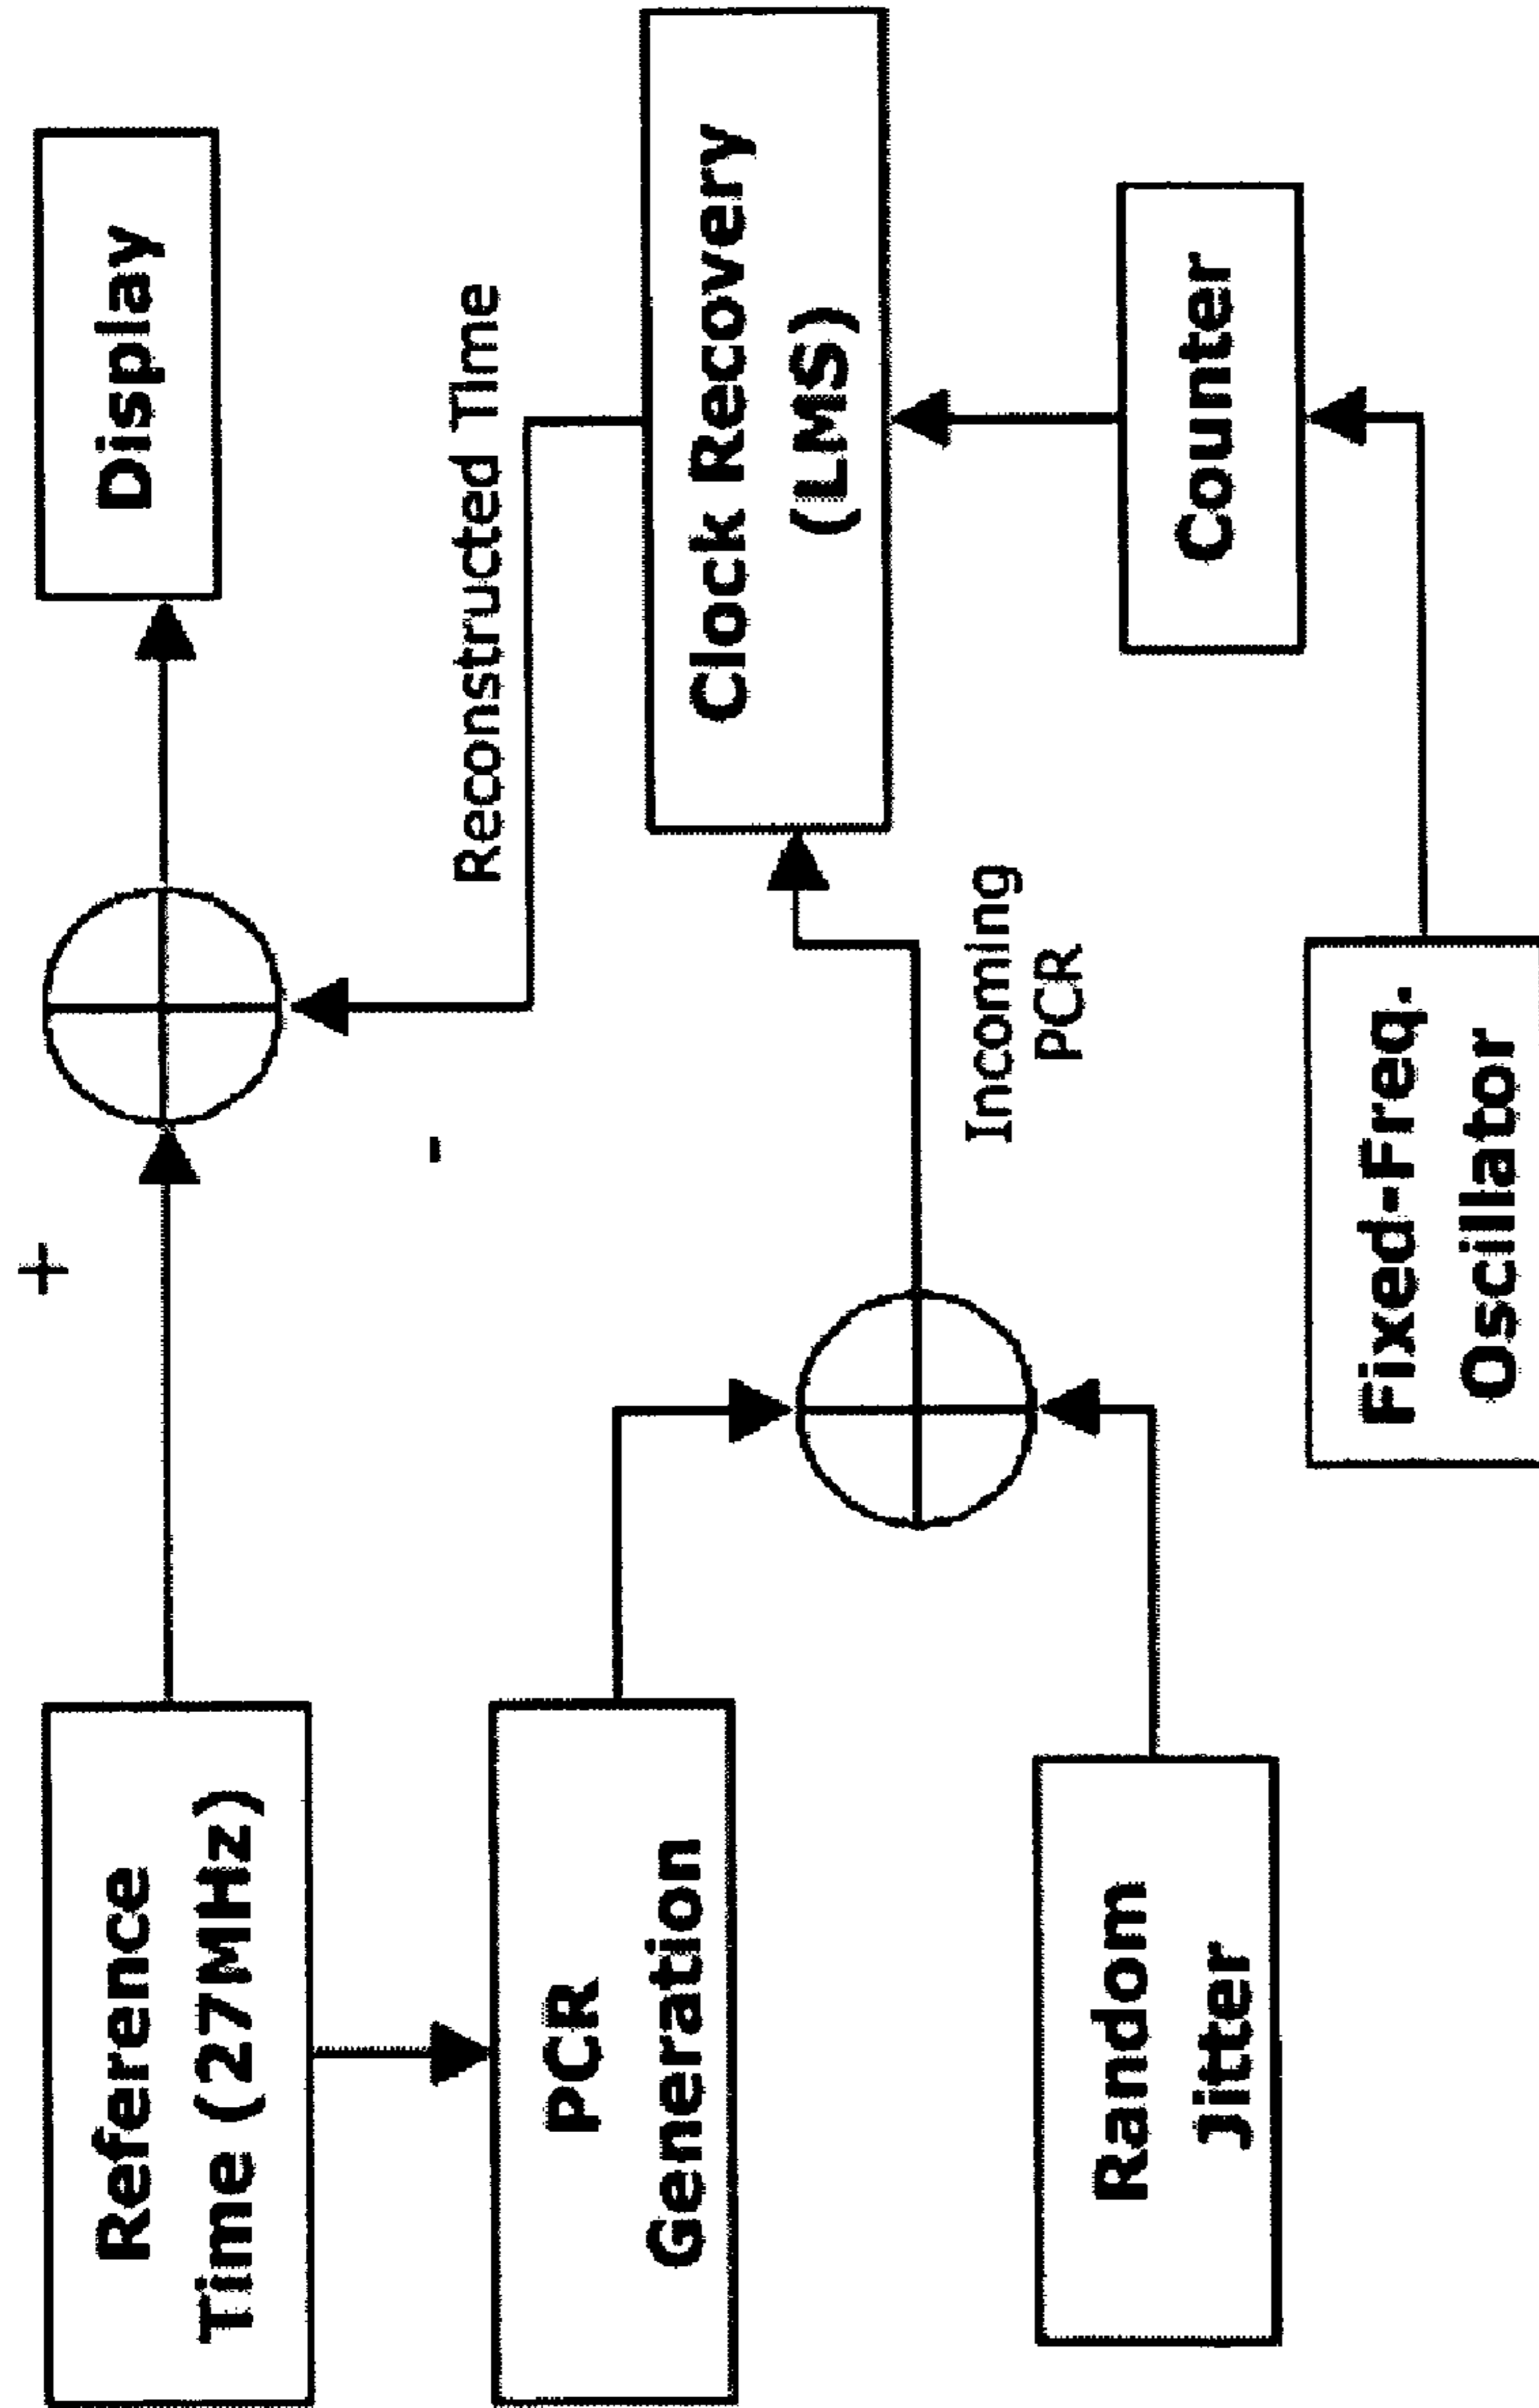 Reference
Time (27MHz)
+
-
Display
Reconstructed Time
PCR
Generation
Clock Recovery
(LMS)
Incoming
PCR
Random
Jitter
Counter
Fixed-Freq.
Oscillator